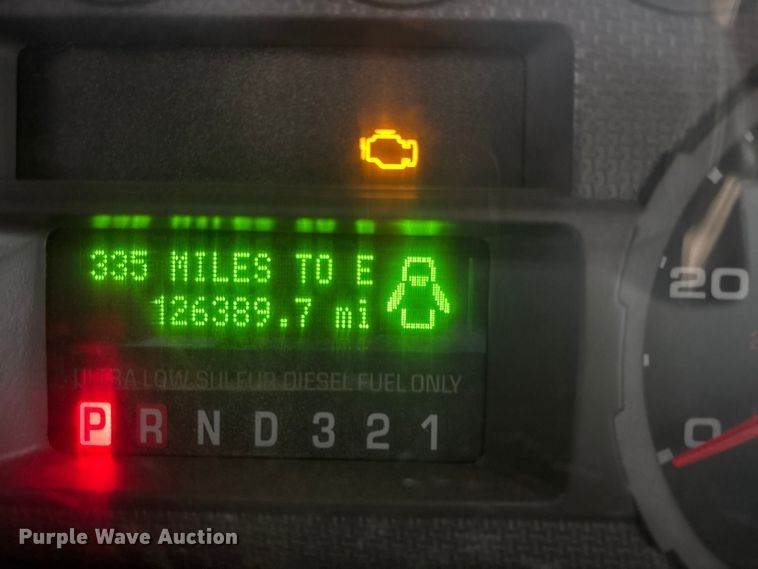 335 MILES TO E
126389.7 mi
ULTRA LOW SULFUR DIESEL FUEL ONLY
P R N D 3 2 1
20
0
Purple Wave Auction